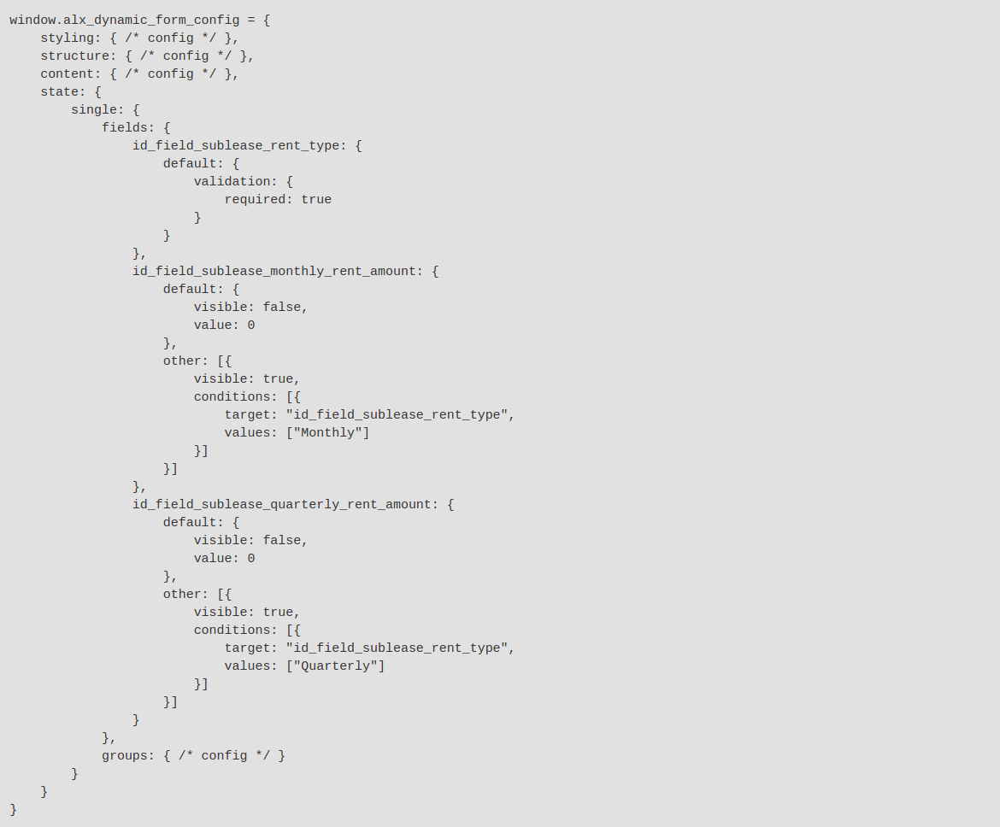 window.alx_dynamic_form_config = {
    styling: { /* config */ },
    structure: { /* config */ },
    content: { /* config */ },
    state: {
        single: {
            fields: {
                id_field_sublease_rent_type: {
                    default: {
                        validation: {
                            required: true
                        }
                    }
                },
                id_field_sublease_monthly_rent_amount: {
                    default: {
                        visible: false,
                        value: 0
                    },
                    other: [{
                        visible: true,
                        conditions: [{
                            target: "id_field_sublease_rent_type",
                            values: ["Monthly"]
                        }]
                    }]
                },
                id_field_sublease_quarterly_rent_amount: {
                    default: {
                        visible: false,
                        value: 0
                    },
                    other: [{
                        visible: true,
                        conditions: [{
                            target: "id_field_sublease_rent_type",
                            values: ["Quarterly"]
                        }]
                    }]
                }
            },
            groups: { /* config */ }
        }
    }
}